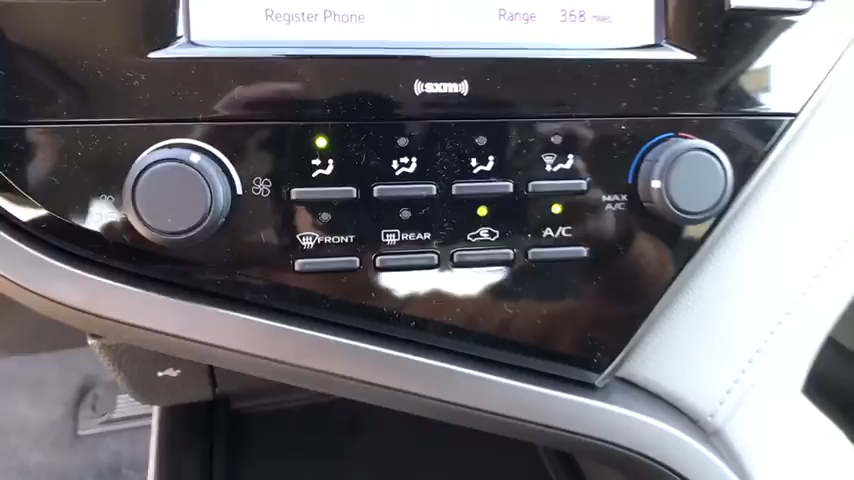 Register Phone
Range 368 miles
((sxm))
MAX
A/C
FRONT
REAR
A/C